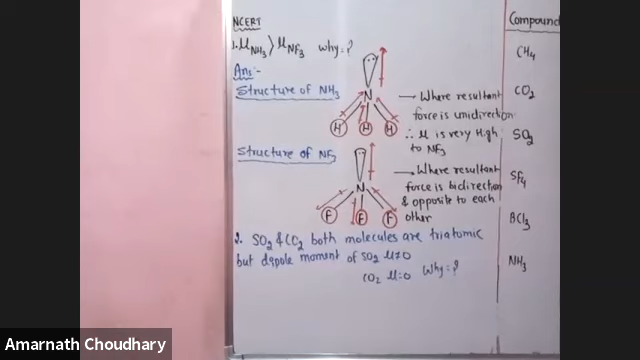 NCERT
1. μNH₃ > μNF₃ why=?
Ans:-
Structure of NH₃
N
H H H
— Where resultant
force is unidirection
∴ μ is very High
to NF₃
Structure of NF₃
N
F F F
→ Where resultant
force is bidirection
& opposite to each
other
2. SO₂ & CO₂ both molecules are triatomic
but dipole moment of SO₂ μ≠0
CO₂ μ=0 Why=?
Compound
CH₄
CO₂
SO₂
SF₄
BCl₃
NH₃
Amarnath Choudhary